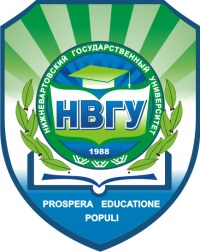 НИЖНЕВАРТОВСКИЙ ГОСУДАРСТВЕННЫЙ УНИВЕРСИТЕТ
НВГУ
1988
PROSPERA EDUCATIONE
POPULI